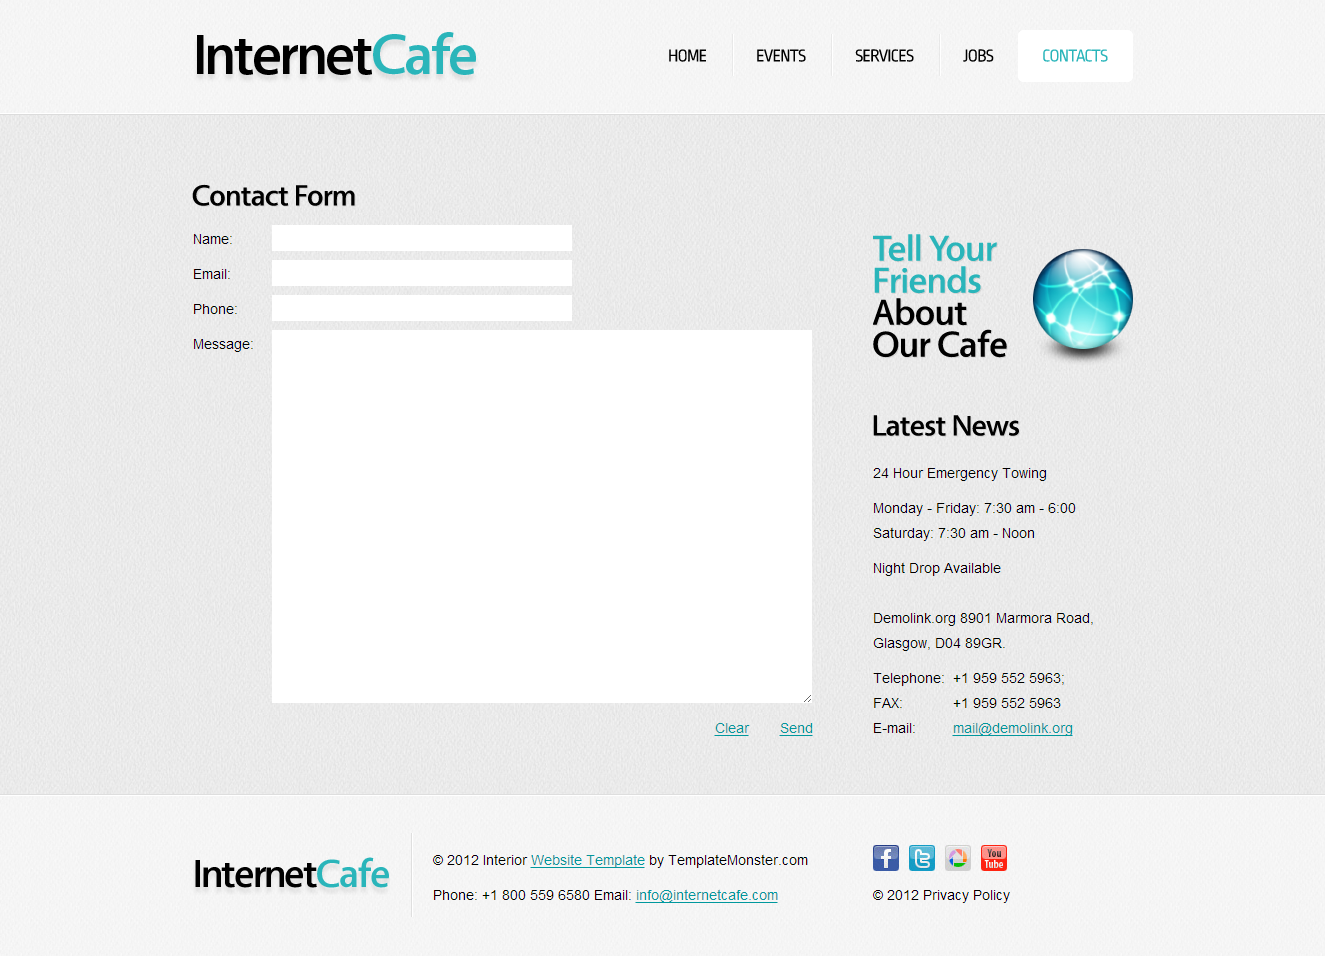 InternetCafe
HOME
EVENTS
SERVICES
JOBS
CONTACTS
Contact Form
Name:
Email:
Phone:
Message:
Clear
Send
Tell Your
Friends
About
Our Cafe
Latest News
24 Hour Emergency Towing
Monday - Friday: 7:30 am - 6:00
Saturday: 7:30 am - Noon
Night Drop Available
Demolink.org 8901 Marmora Road,
Glasgow, D04 89GR.
Telephone: +1 959 552 5963;
FAX: +1 959 552 5963
E-mail: mail@demolink.org
InternetCafe
© 2012 Interior Website Template by TemplateMonster.com
Phone: +1 800 559 6580 Email: info@internetcafe.com
You
Tube
© 2012 Privacy Policy